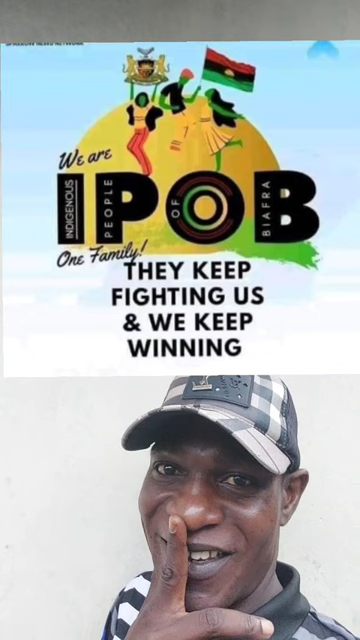 We are
IPOB
INDIGENOUS
PEOPLE
OF
BIAFRA
One Family!
THEY KEEP
FIGHTING US
& WE KEEP
WINNING